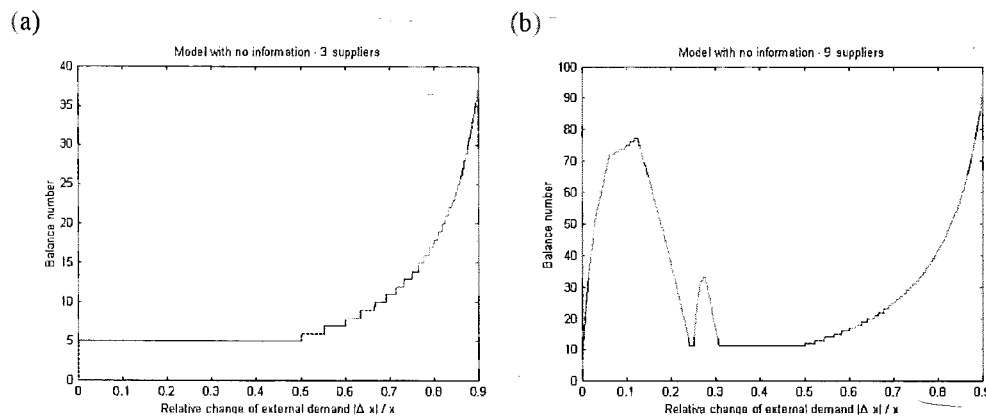 (a)
Model with no information - 3 suppliers
40
35
30
25
20
15
10
5
0
Balance number
0 0.1 0.2 0.3 0.4 0.5 0.6 0.7 0.8 0.9
Relative change of external demand |Δ x| / x
(b)
Model with no information - 9 suppliers
100
90
80
70
60
50
40
30
20
10
0
Balance number
0 0.1 0.2 0.3 0.4 0.5 0.6 0.7 0.8 0.9
Relative change of external demand |Δ x| / x